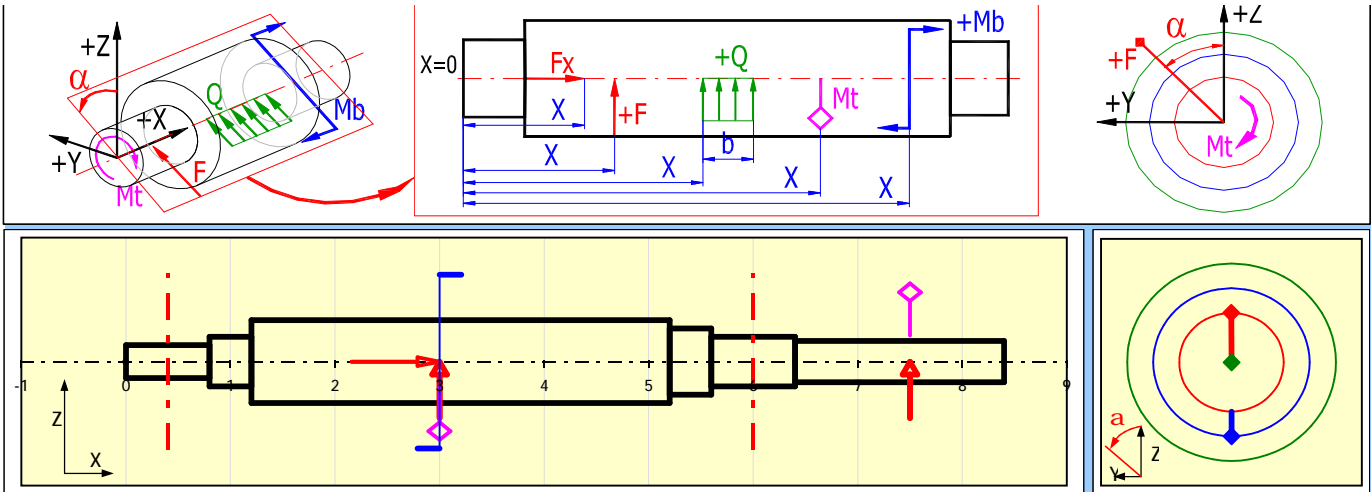 +Z
α
Q
+X
Mb
+Y
F
Mt
X=0
Fx
+Q
+Mb
X
+F
Mt
b
X
X
X
X
+Z
α
+F
+Y
Mt
-1 0 1 2 3 4 5 6 7 8 9
Z
X
a
Z
Y